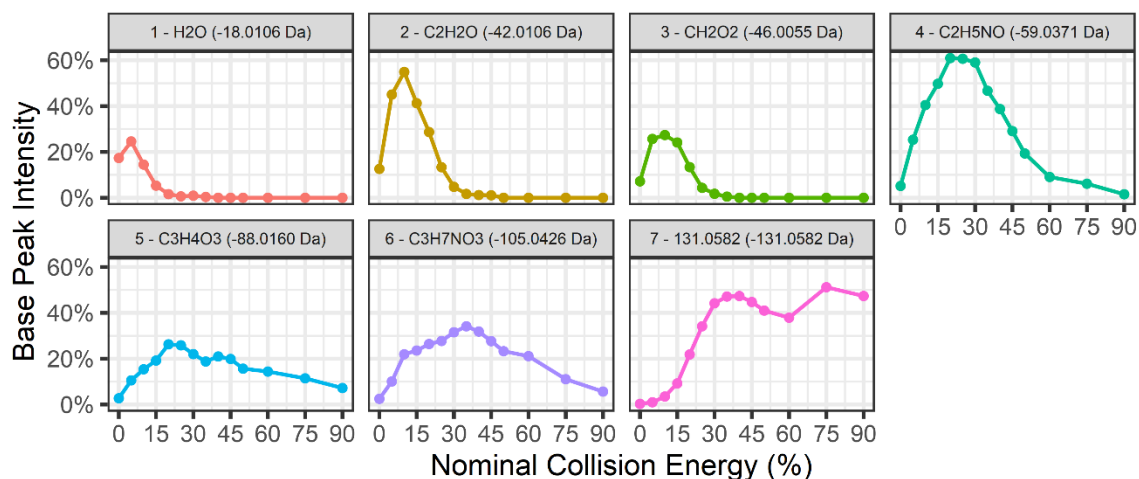 1 - H2O (-18.0106 Da)
2 - C2H2O (-42.0106 Da)
3 - CH2O2 (-46.0055 Da)
4 - C2H5NO (-59.0371 Da)
60%
40%
20%
0%
0 15 30 45 60 75 90
5 - C3H4O3 (-88.0160 Da)
6 - C3H7NO3 (-105.0426 Da)
7 - 131.0582 (-131.0582 Da)
60%
40%
20%
0%
0 15 30 45 60 75 90
0 15 30 45 60 75 90
0 15 30 45 60 75 90
Base Peak Intensity
Nominal Collision Energy (%)